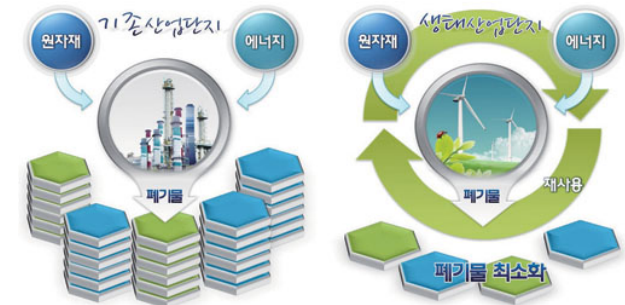 기존산업단지
원자재
에너지
폐기물
생태산업단지
원자재
에너지
폐기물
재사용
폐기물 최소화